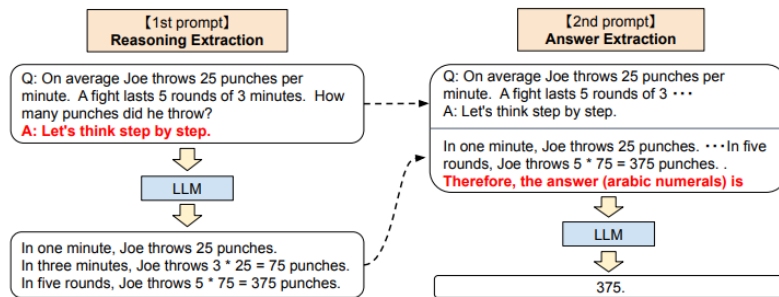 【1st prompt】
Reasoning Extraction
Q: On average Joe throws 25 punches per
minute. A fight lasts 5 rounds of 3 minutes. How
many punches did he throw?
A: Let's think step by step.
LLM
In one minute, Joe throws 25 punches.
In three minutes, Joe throws 3 * 25 = 75 punches.
In five rounds, Joe throws 5 * 75 = 375 punches.
【2nd prompt】
Answer Extraction
Q: On average Joe throws 25 punches per
minute. A fight lasts 5 rounds of 3 ･･･
A: Let's think step by step.
In one minute, Joe throws 25 punches. ･･･In five
rounds, Joe throws 5 * 75 = 375 punches. .
Therefore, the answer (arabic numerals) is
LLM
375.